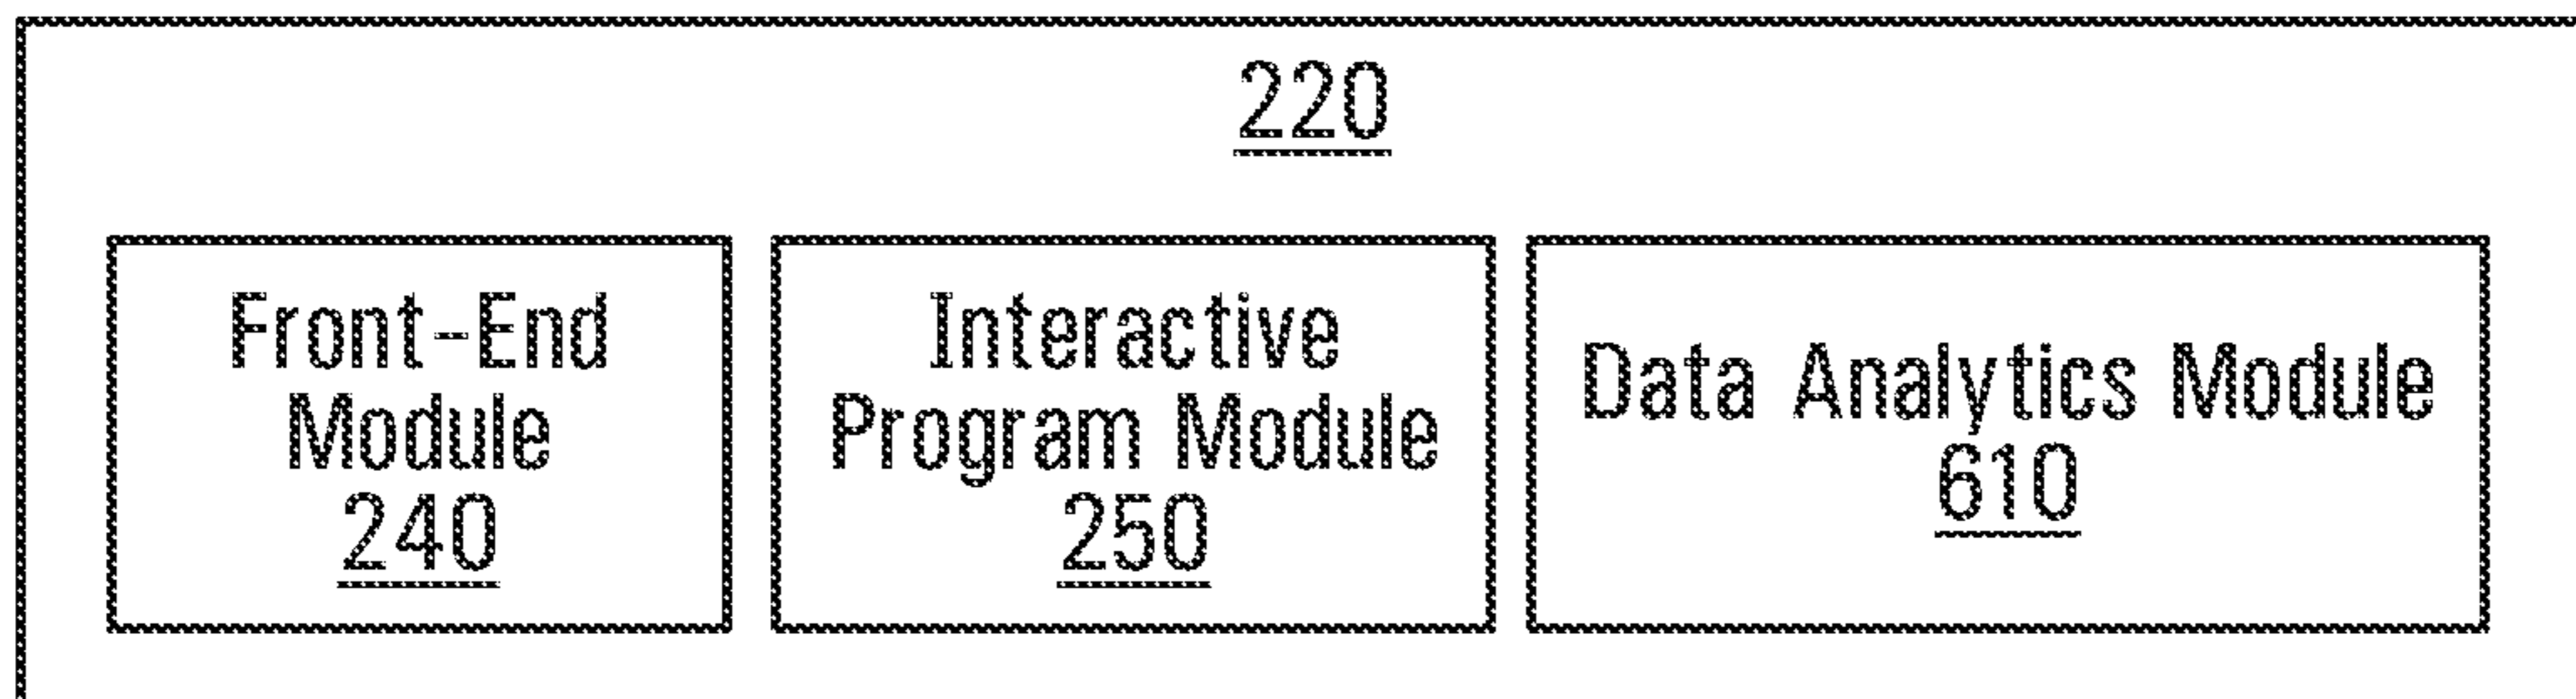 220
Front-End
Module
240
Interactive
Program Module
250
Data Analytics Module
610